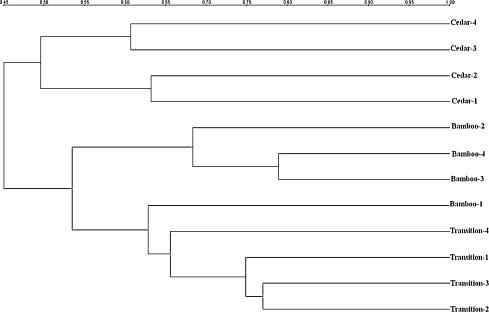 0.45 0.50 0.55 0.60 0.65 0.70 0.75 0.80 0.85 0.90 0.95 1.00
Cedar-4
Cedar-3
Cedar-2
Cedar-1
Bamboo-2
Bamboo-4
Bamboo-3
Bamboo-1
Transition-4
Transition-1
Transition-3
Transition-2